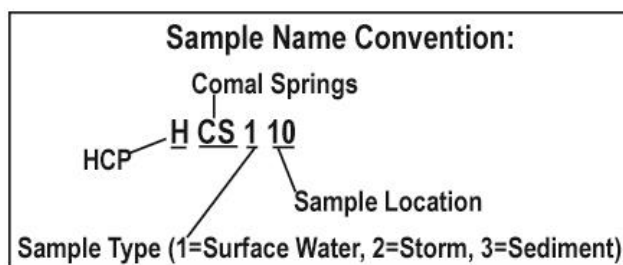 Sample Name Convention:
Comal Springs
H CS 1 10
HCP
Sample Location
Sample Type (1=Surface Water, 2=Storm, 3=Sediment)